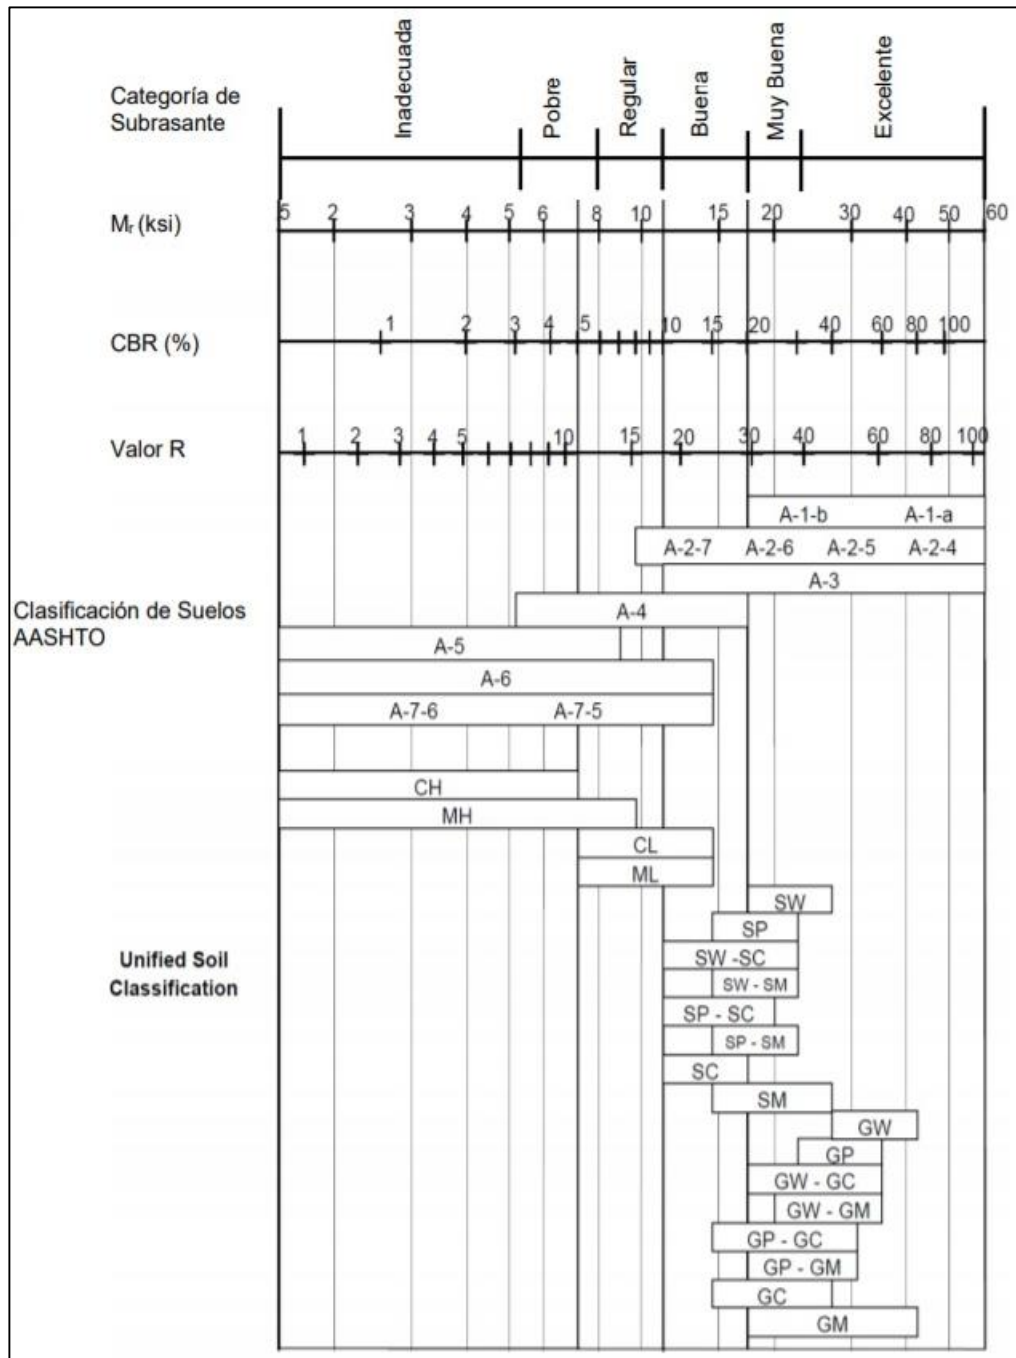 Categoría de
Subrasante
Inadecuada
Pobre
Regular
Buena
Muy Buena
Excelente
Mr (ksi)
5 2 3 4 5 6 8 10 15 20 30 40 50 60
CBR (%)
1 2 3 4 5 10 15 20 40 60 80 100
Valor R
1 2 3 4 5 10 15 20 30 40 60 80 100
A-1-b A-1-a
A-2-7 A-2-6 A-2-5 A-2-4
A-3
Clasificación de Suelos
AASHTO
A-4
A-5
A-6
A-7-6 A-7-5
CH
MH
CL
ML
SW
SP
Unified Soil
Classification
SW -SC
SW - SM
SP - SC
SP - SM
SC
SM
GW
GP
GW - GC
GW - GM
GP - GC
GP - GM
GC
GM